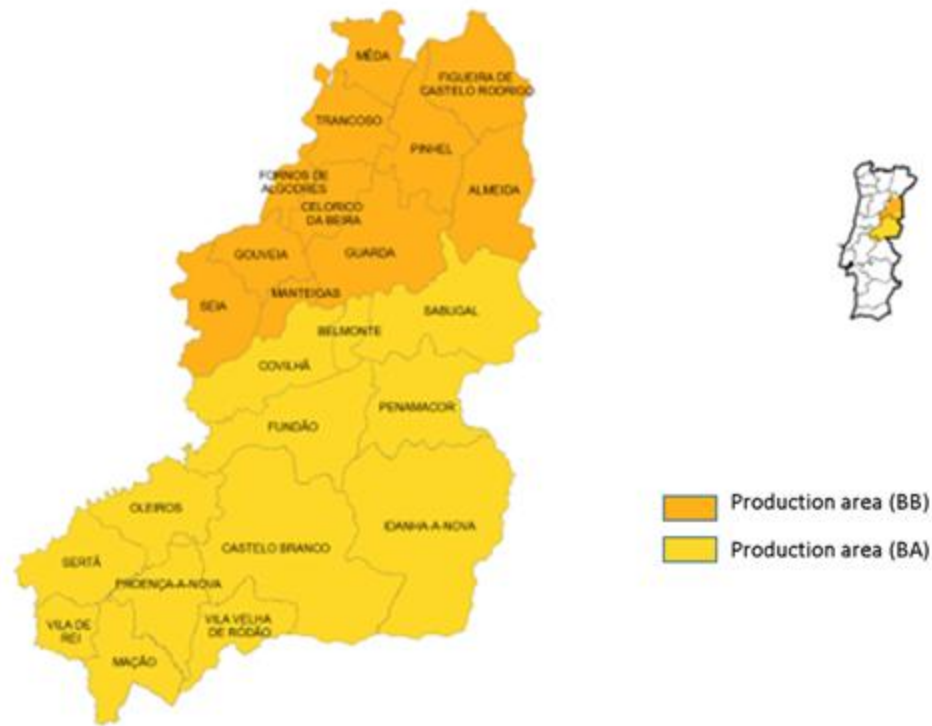 MÊDA
FIGUEIRA DE
CASTELO RODRIGO
TRANCOSO
PINHEL
FORNOS DE
ALGODRES
ALMEIDA
CELORICO
DA BEIRA
GOUVEIA
GUARDA
MANTEIGAS
SEIA
SABUGAL
BELMONTE
COVILHÃ
PENAMACOR
FUNDÃO
OLEIROS
IDANHA-A-NOVA
CASTELO BRANCO
SERTÃ
PROENÇA-A-NOVA
VILA DE
REI
VILA VELHA
DE RÓDÃO
MAÇÃO
Production area (BB)
Production area (BA)